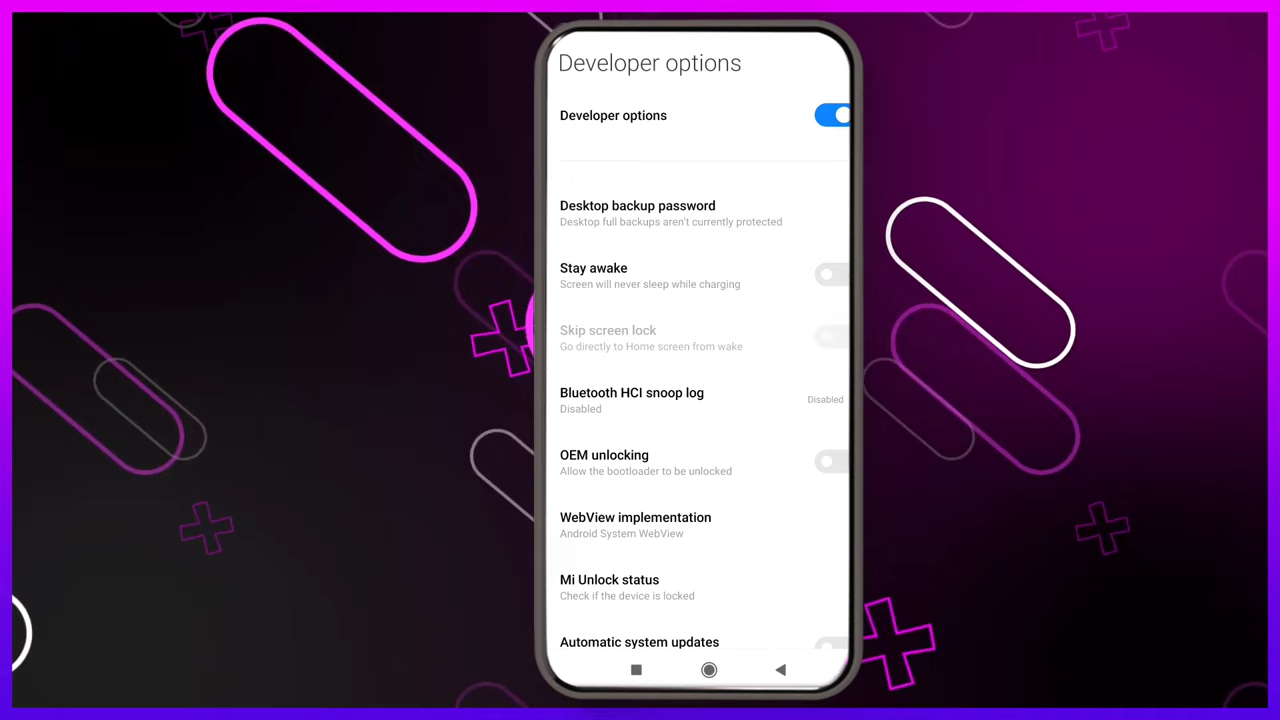 Developer options
Developer options
Desktop backup password
Desktop full backups aren't currently protected
Stay awake
Screen will never sleep while charging
Skip screen lock
Go directly to Home screen from wake
Bluetooth HCI snoop log
Disabled
Disabled
OEM unlocking
Allow the bootloader to be unlocked
WebView implementation
Android System WebView
Mi Unlock status
Check if the device is locked
Automatic system updates